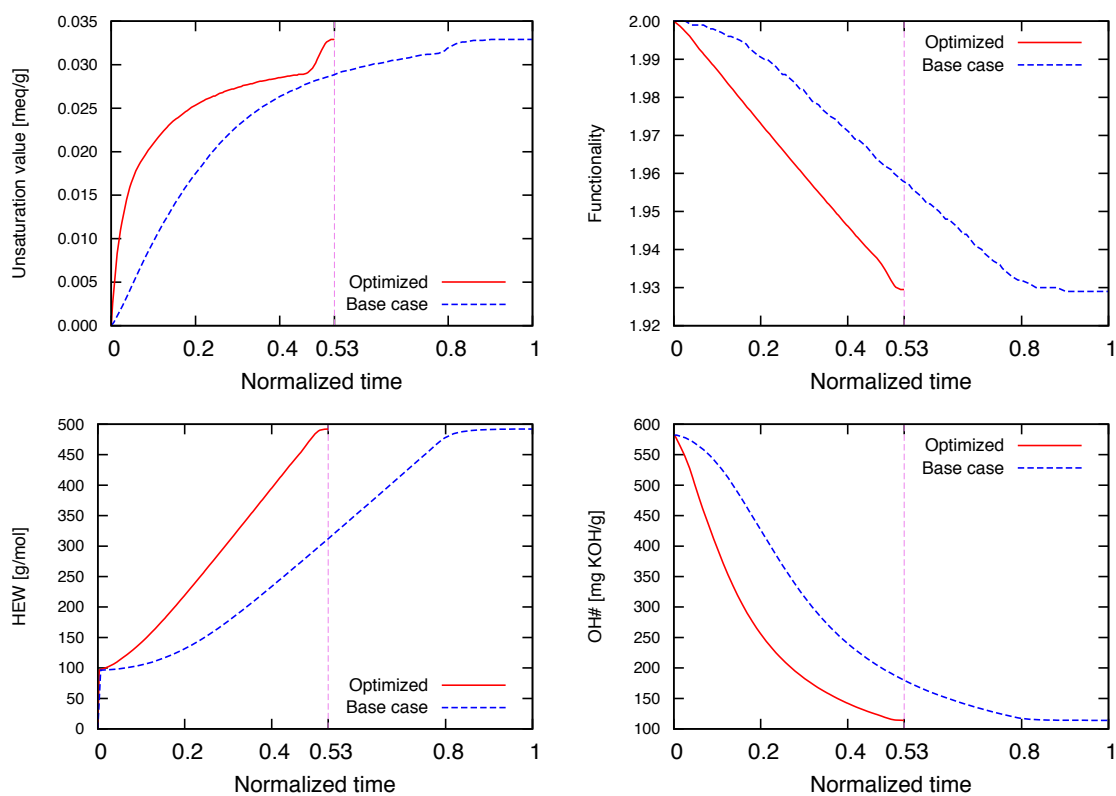 0.035
0.030
0.025
0.020
0.015
0.010
0.005
0.000
Unsaturation value [meq/g]
Optimized
Base case
0 0.2 0.4 0.53 0.8 1
Normalized time
2.00
1.99
1.98
1.97
1.96
1.95
1.94
1.93
1.92
Functionality
Optimized
Base case
0 0.2 0.4 0.53 0.8 1
Normalized time
500
450
400
350
300
250
200
150
100
50
0
HEW [g/mol]
Optimized
Base case
0 0.2 0.4 0.53 0.8 1
Normalized time
600
550
500
450
400
350
300
250
200
150
100
OH# [mg KOH/g]
Optimized
Base case
0 0.2 0.4 0.53 0.8 1
Normalized time